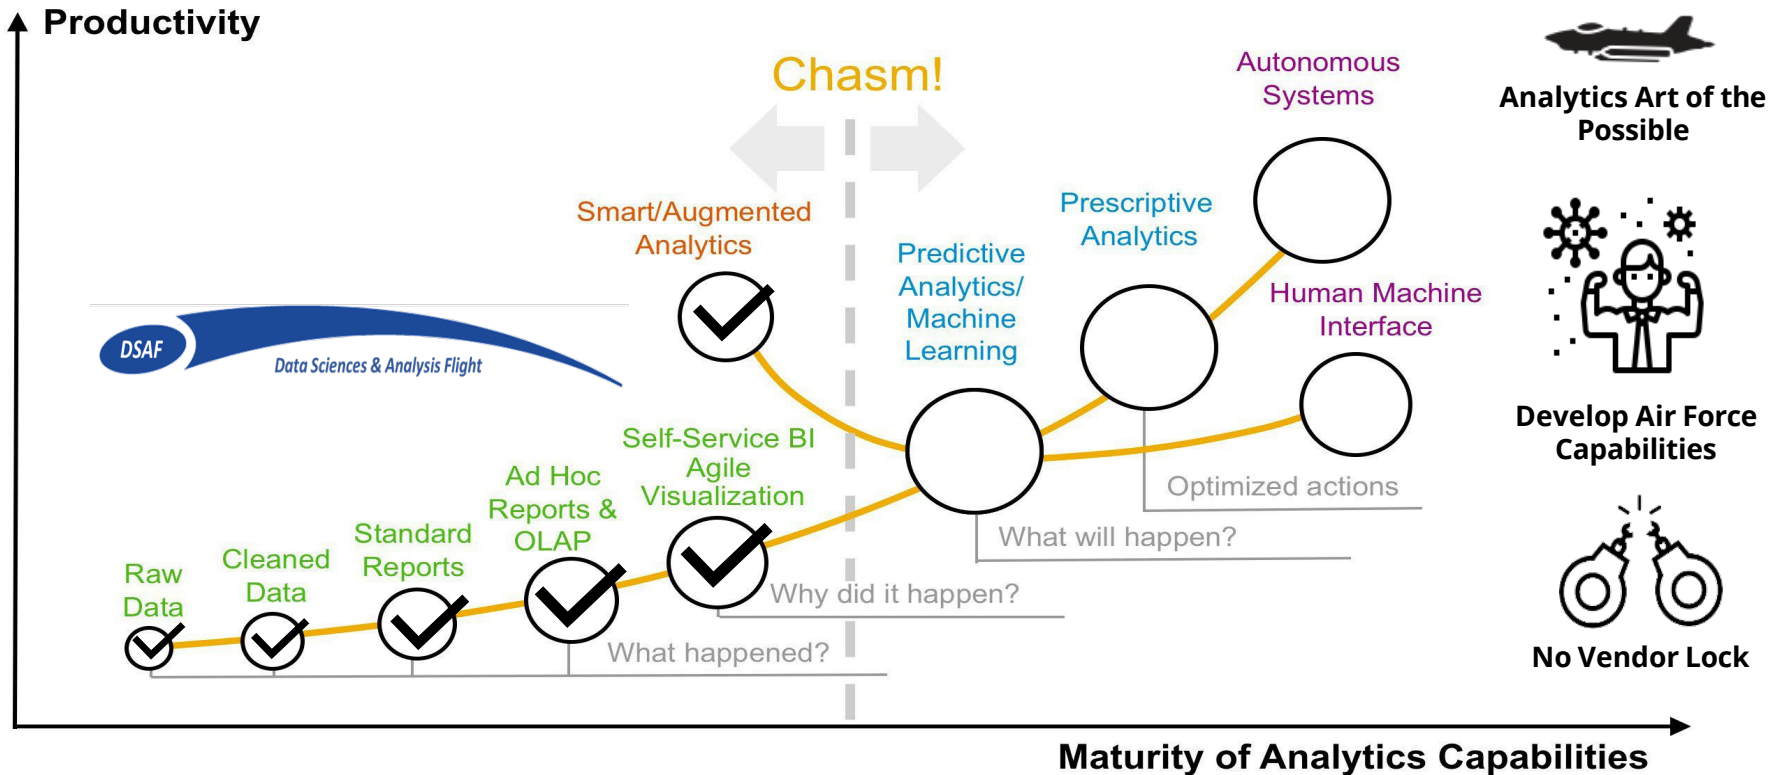 Productivity
Chasm!
Autonomous
Systems
Analytics Art of the
Possible
Smart/Augmented
Analytics
Prescriptive
Analytics
Predictive
Analytics/
Machine
Learning
Human Machine
Interface
DSAF
Data Sciences & Analysis Flight
Develop Air Force
Capabilities
Self-Service BI
Agile
Visualization
Ad Hoc
Reports &
OLAP
Standard
Reports
Cleaned
Data
Raw
Data
Optimized actions
What will happen?
Why did it happen?
What happened?
No Vendor Lock
Maturity of Analytics Capabilities